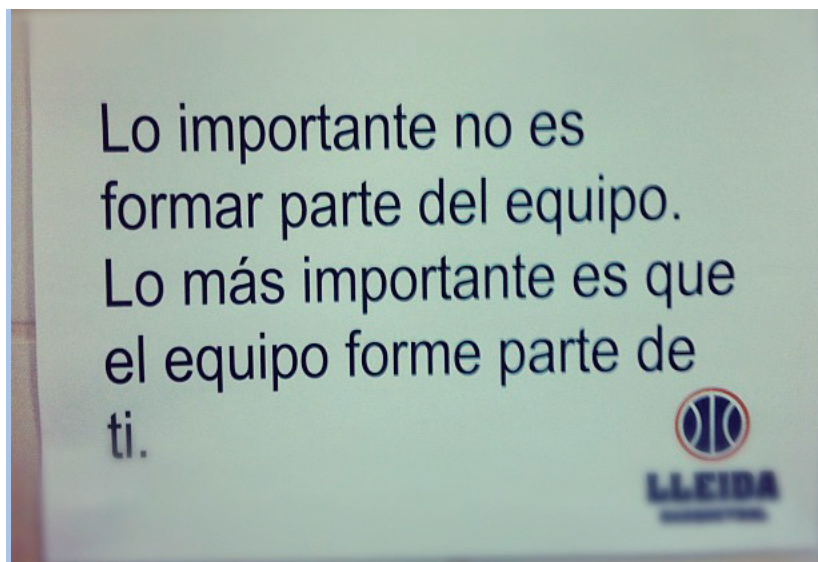 Lo importante no es
formar parte del equipo.
Lo más importante es que
el equipo forme parte de
ti.
LLEIDA